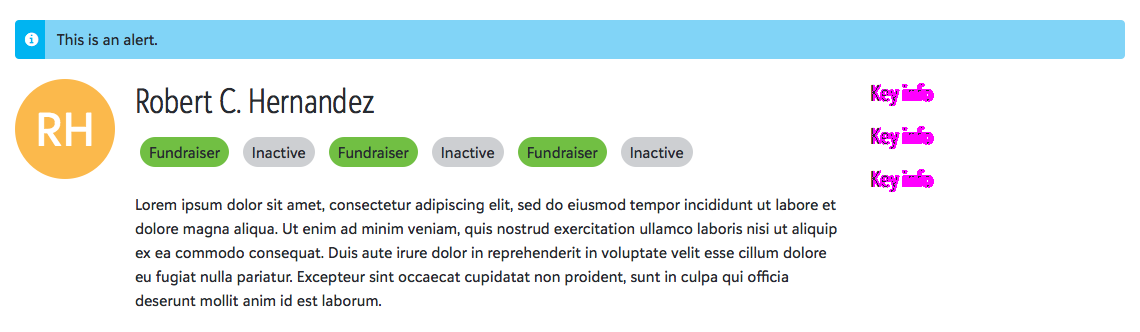 This is an alert.
RH
Robert C. Hernandez
Fundraiser Inactive Fundraiser Inactive Fundraiser Inactive
Lorem ipsum dolor sit amet, consectetur adipiscing elit, sed do eiusmod tempor incididunt ut labore et
dolore magna aliqua. Ut enim ad minim veniam, quis nostrud exercitation ullamco laboris nisi ut aliquip
ex ea commodo consequat. Duis aute irure dolor in reprehenderit in voluptate velit esse cillum dolore
eu fugiat nulla pariatur. Excepteur sint occaecat cupidatat non proident, sunt in culpa qui officia
deserunt mollit anim id est laborum.
Key info
Key info
Key info